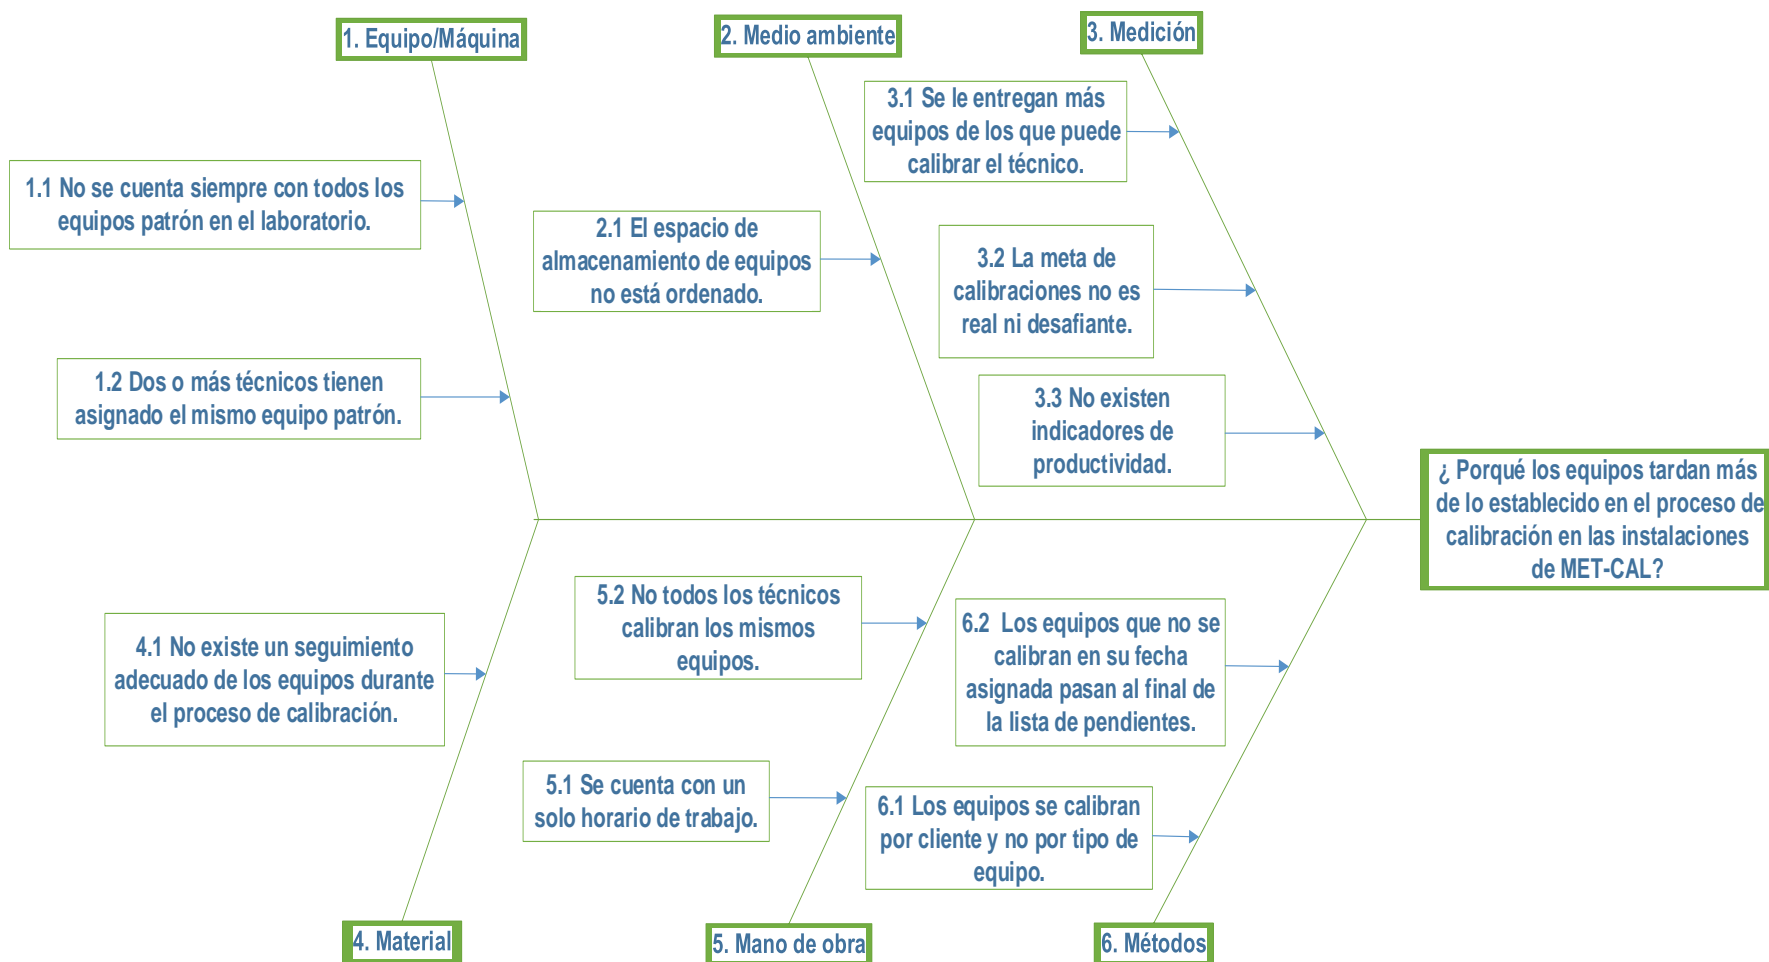 1. Equipo/Máquina
2. Medio ambiente
3. Medición
3.1 Se le entregan más
equipos de los que puede
calibrar el técnico.
1.1 No se cuenta siempre con todos los
equipos patrón en el laboratorio.
2.1 El espacio de
almacenamiento de equipos
no está ordenado.
3.2 La meta de
calibraciones no es
real ni desafiante.
1.2 Dos o más técnicos tienen
asignado el mismo equipo patrón.
3.3 No existen
indicadores de
productividad.
¿ Porqué los equipos tardan más
de lo establecido en el proceso de
calibración en las instalaciones
de MET-CAL?
4.1 No existe un seguimiento
adecuado de los equipos durante
el proceso de calibración.
5.2 No todos los técnicos
calibran los mismos
equipos.
6.2 Los equipos que no se
calibran en su fecha
asignada pasan al final de
la lista de pendientes.
5.1 Se cuenta con un
solo horario de trabajo.
6.1 Los equipos se calibran
por cliente y no por tipo de
equipo.
4. Material
5. Mano de obra
6. Métodos